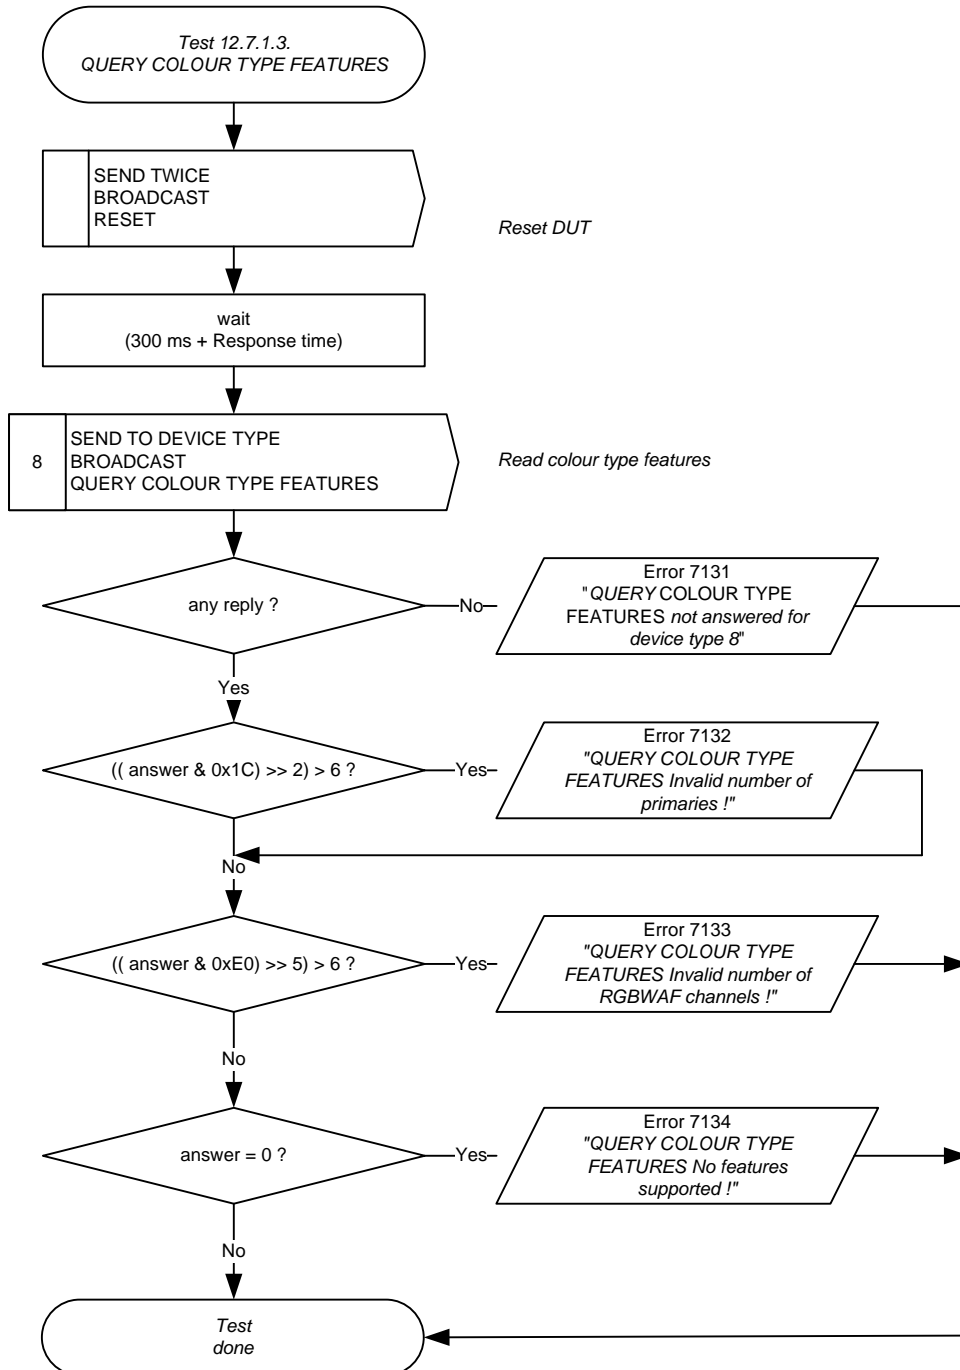 Test 12.7.1.3.
QUERY COLOUR TYPE FEATURES
SEND TWICE
BROADCAST
RESET
Reset DUT
wait
(300 ms + Response time)
8
SEND TO DEVICE TYPE
BROADCAST
QUERY COLOUR TYPE FEATURES
Read colour type features
any reply ?
No
Error 7131
"QUERY COLOUR TYPE
FEATURES not answered for
device type 8"
Yes
(( answer & 0x1C) >> 2) > 6 ?
Yes
Error 7132
"QUERY COLOUR TYPE
FEATURES Invalid number of
primaries !"
No
(( answer & 0xE0) >> 5) > 6 ?
Yes
Error 7133
"QUERY COLOUR TYPE
FEATURES Invalid number of
RGBWAF channels !"
No
answer = 0 ?
Yes
Error 7134
"QUERY COLOUR TYPE
FEATURES No features
supported !"
No
Test
done